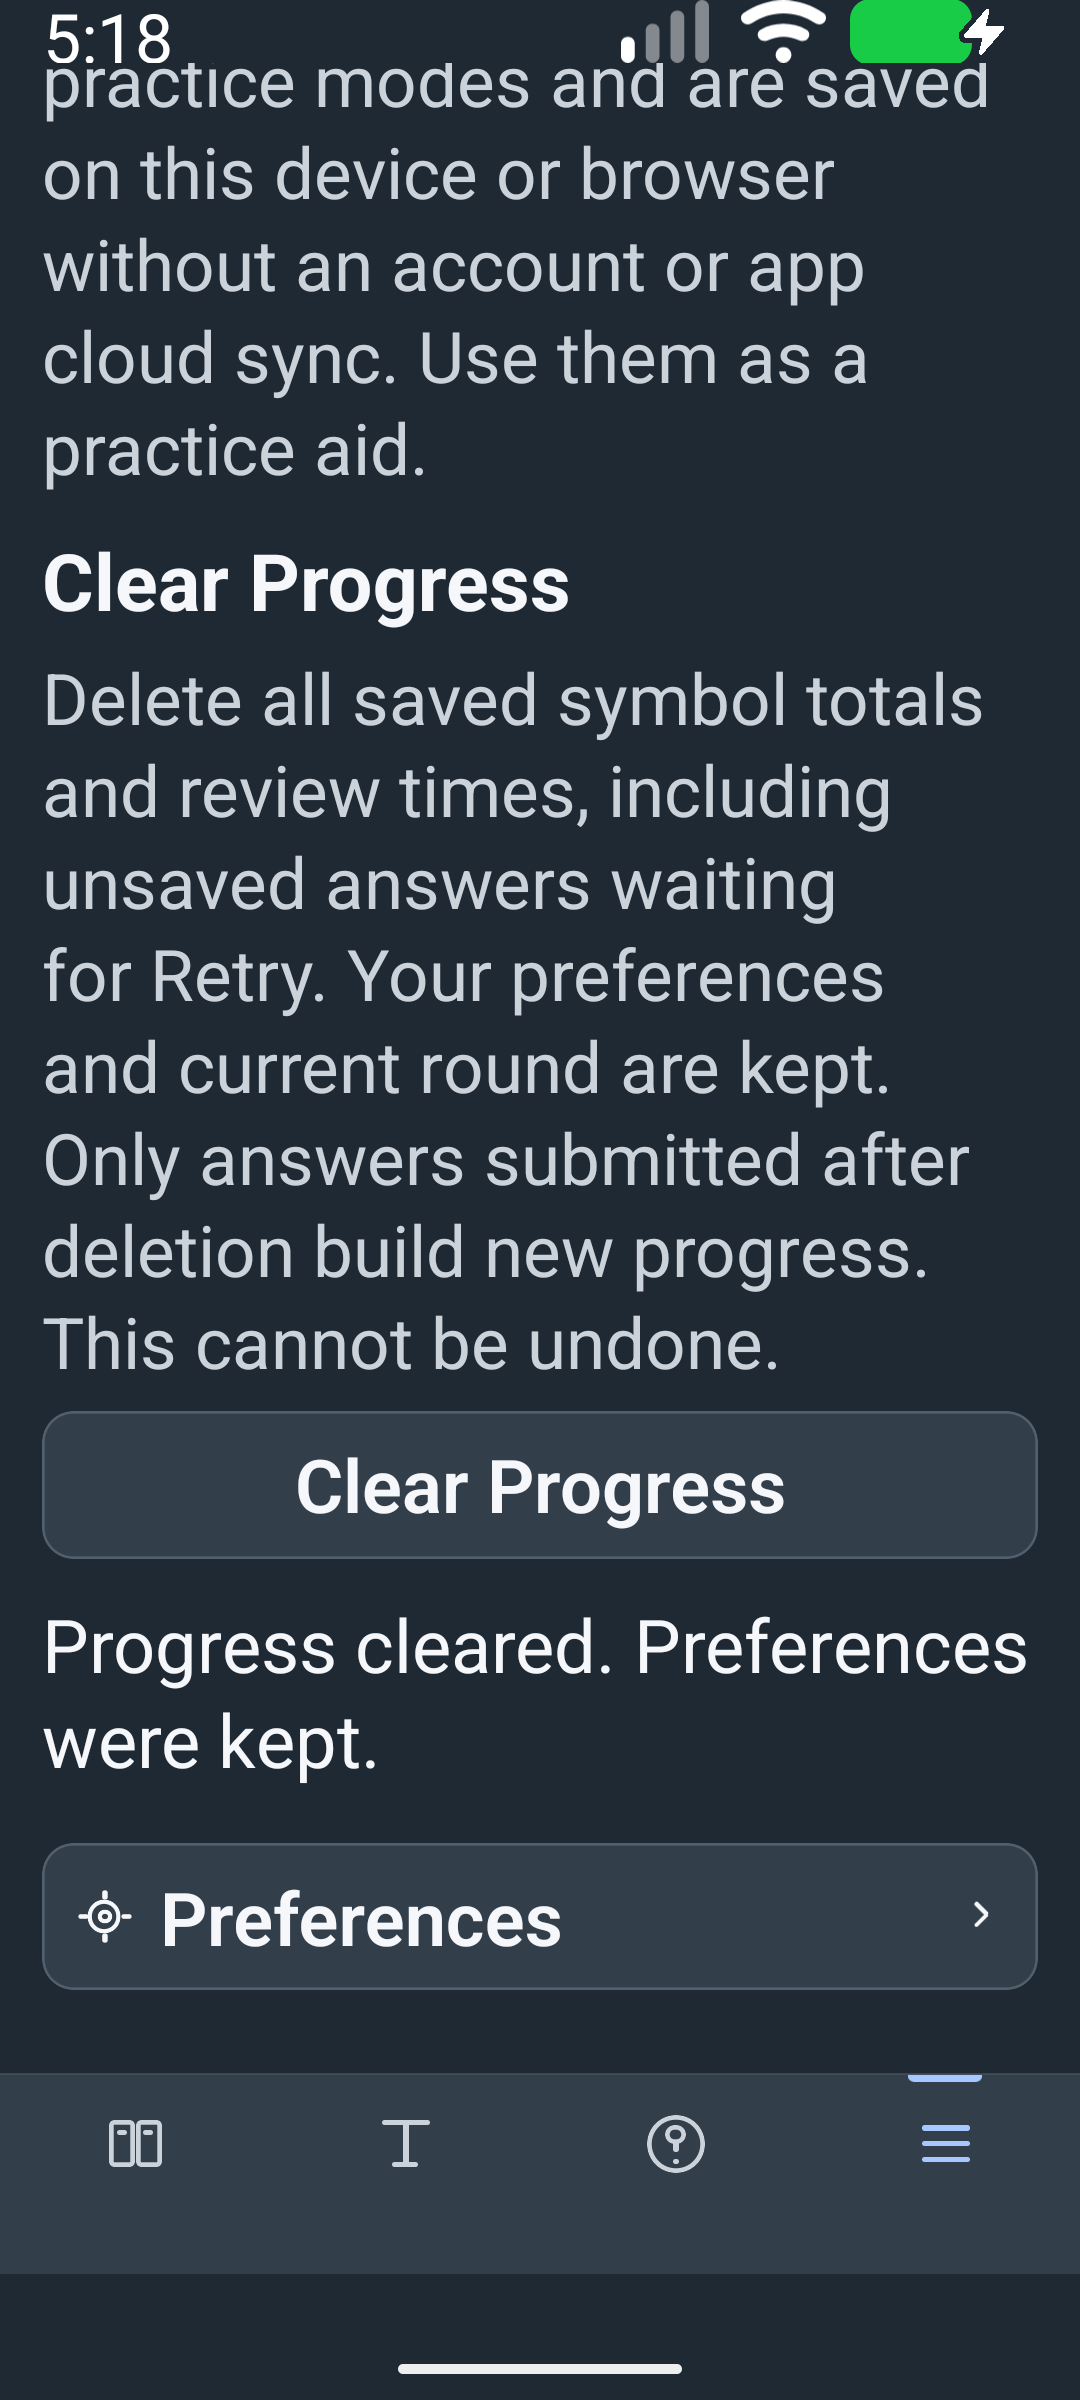 5:18
practice modes and are saved
on this device or browser
without an account or app
cloud sync. Use them as a
practice aid.
Clear Progress
Delete all saved symbol totals
and review times, including
unsaved answers waiting
for Retry. Your preferences
and current round are kept.
Only answers submitted after
deletion build new progress.
This cannot be undone.
Clear Progress
Progress cleared. Preferences
were kept.
Preferences